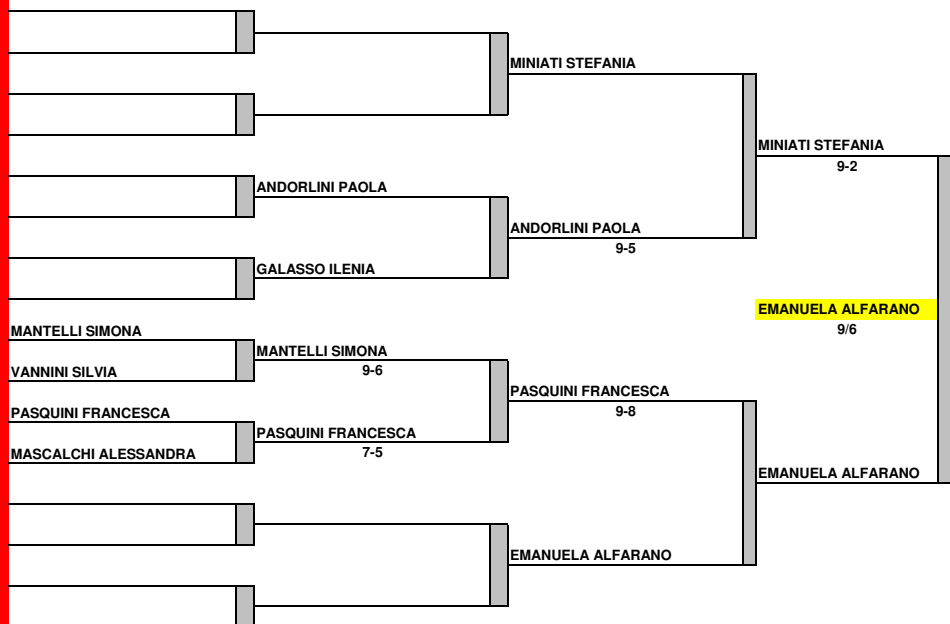 MINIATI STEFANIA
MINIATI STEFANIA
9-2
ANDORLINI PAOLA
ANDORLINI PAOLA
9-5
GALASSO ILENIA
EMANUELA ALFARANO
9/6
MANTELLI SIMONA
MANTELLI SIMONA
9-6
VANNINI SILVIA
PASQUINI FRANCESCA
9-8
PASQUINI FRANCESCA
PASQUINI FRANCESCA
7-5
MASCALCHI ALESSANDRA
EMANUELA ALFARANO
EMANUELA ALFARANO